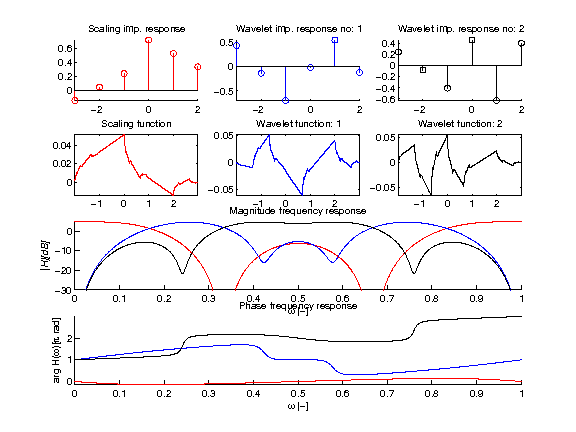 Scaling imp. response
Wavelet imp. response no: 1
Wavelet imp. response no: 2
0.6
0.4
0.2
0
-2 0 2
0.5
0
-0.5
-2 0 2
0.4
0.2
0
-0.2
-0.4
-0.6
-2 0 2
Scaling function
Wavelet function: 1
Wavelet function: 2
0.04
0.02
0
-1 0 1 2
0.05
0
-0.05
-1 0 1 2 3
0.05
0
-0.05
-1 0 1 2 3
Magnitude frequency response
|H|[dB]
0
-10
-20
-30
0 0.1 0.2 0.3 0.4 0.5 0.6 0.7 0.8 0.9 1
ω [-]
Phase frequency response
arg H(ω)[π rad]
2
1
0
0 0.1 0.2 0.3 0.4 0.5 0.6 0.7 0.8 0.9 1
ω [-]